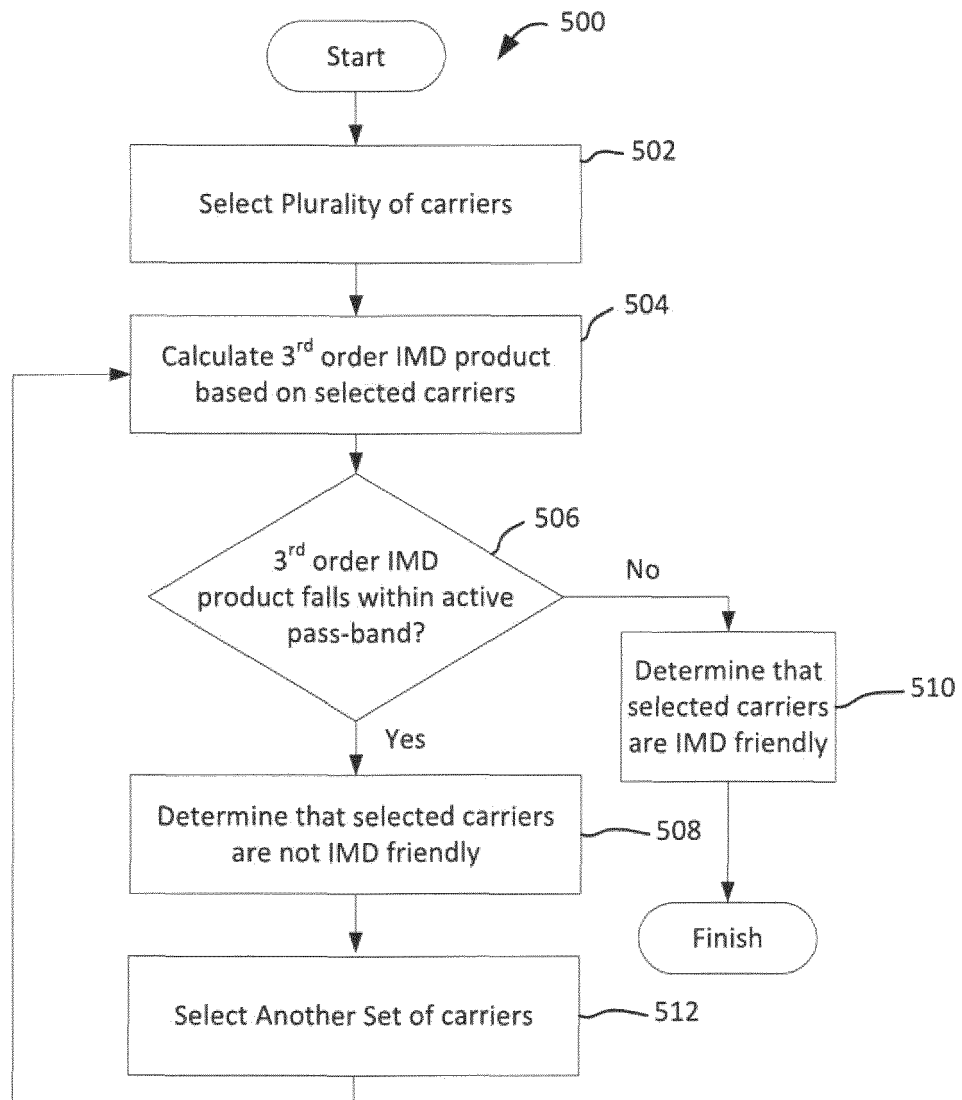 500
Start
502
Select Plurality of carriers
504
Calculate 3rd order IMD product
based on selected carriers
506
3rd order IMD
product falls within active
pass-band?
No
Yes
Determine that
selected carriers
are IMD friendly
510
Determine that selected carriers
are not IMD friendly
508
Finish
Select Another Set of carriers
512